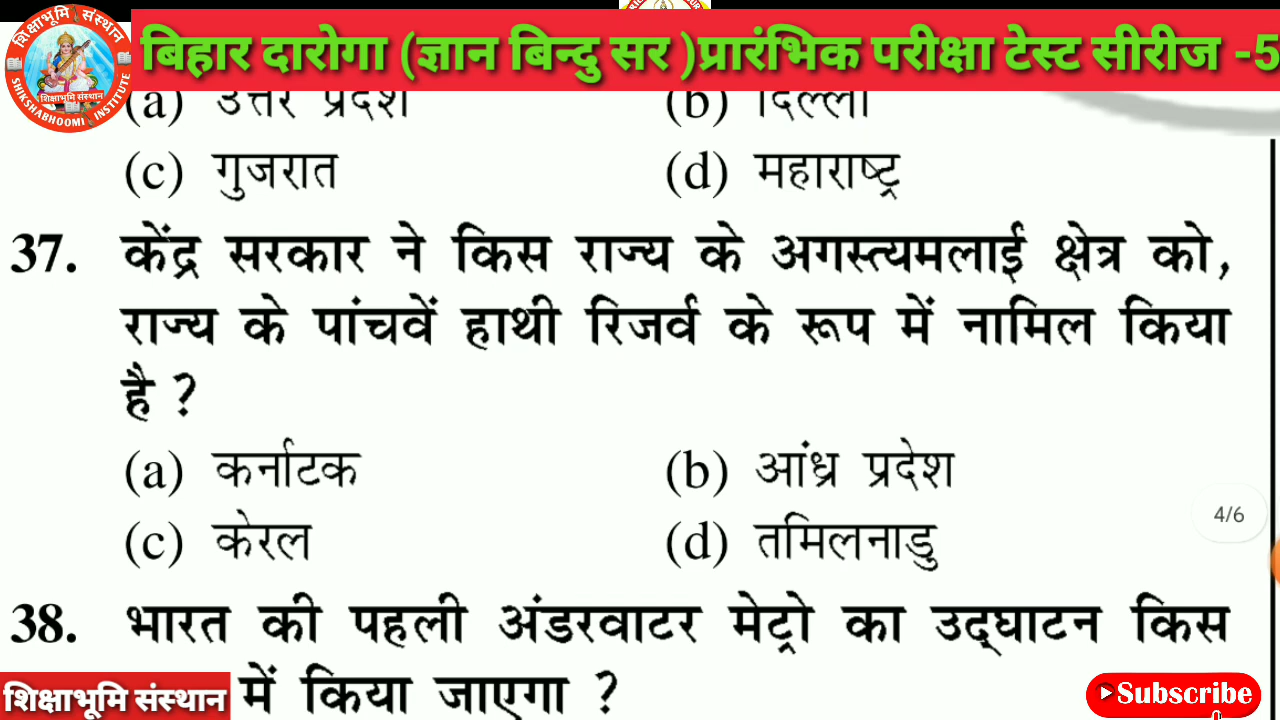 शिक्षाभूमि संस्थान
SHIKSHABHOOMI INSTITUTE
शिक्षाभूमि संस्थान
बिहार दारोगा (ज्ञान बिन्दु सर )प्रारंभिक परीक्षा टेस्ट सीरीज -5
(a) उत्तर प्रदेश (b) दिल्ली
(c) गुजरात (d) महाराष्ट्र
37. केंद्र सरकार ने किस राज्य के अगस्त्यमलाई क्षेत्र को,
राज्य के पांचवें हाथी रिजर्व के रूप में नामिल किया
है ?
(a) कर्नाटक (b) आंध्र प्रदेश
(c) केरल (d) तमिलनाडु
4/6
38. भारत की पहली अंडरवाटर मेट्रो का उद्घाटन किस
में किया जाएगा ?
शिक्षाभूमि संस्थान
Subscribe